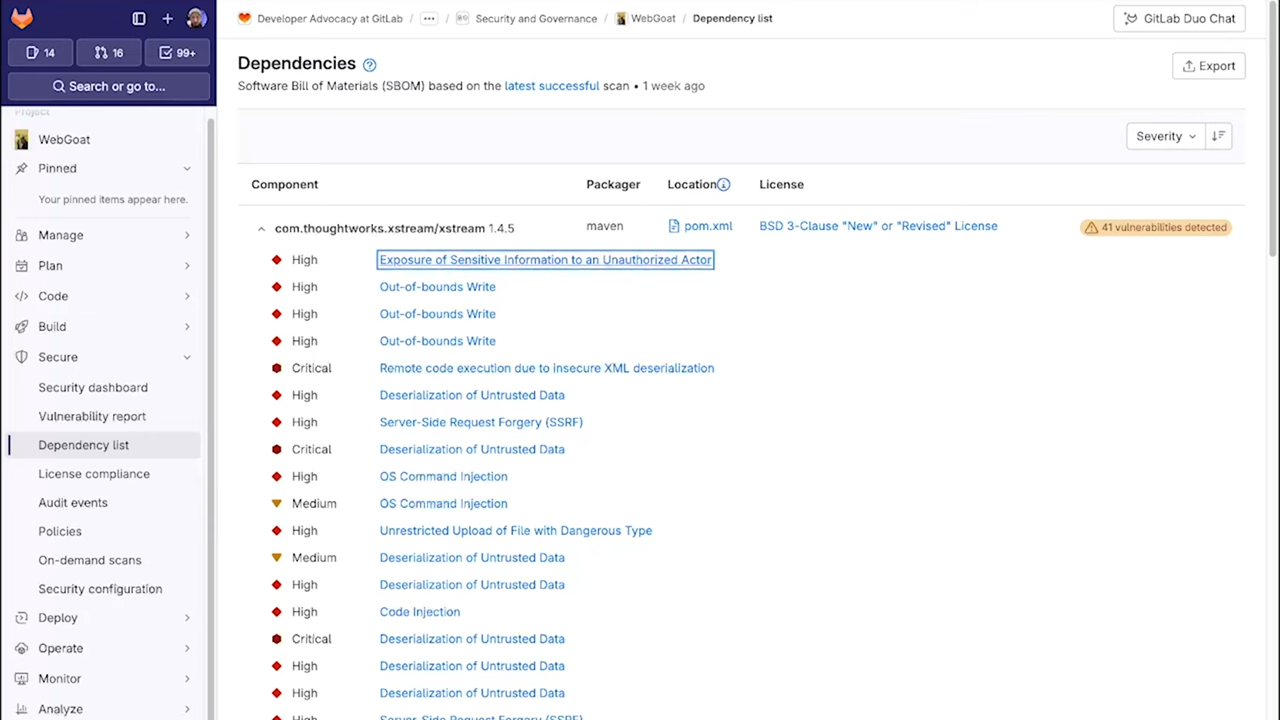 Developer Advocacy at GitLab / ... / Security and Governance / WebGoat / Dependency list
GitLab Duo Chat
14 16 99+
Search or go to...
Project
WebGoat
Pinned
Your pinned items appear here.
Manage
Plan
Code
Build
Secure
Security dashboard
Vulnerability report
Dependency list
License compliance
Audit events
Policies
On-demand scans
Security configuration
Deploy
Operate
Monitor
Analyze
Dependencies
Export
Software Bill of Materials (SBOM) based on the latest successful scan • 1 week ago
Severity
Component Packager Location License
com.thoughtworks.xstream/xstream 1.4.5 maven pom.xml BSD 3-Clause "New" or "Revised" License 41 vulnerabilities detected
High Exposure of Sensitive Information to an Unauthorized Actor
High Out-of-bounds Write
High Out-of-bounds Write
High Out-of-bounds Write
Critical Remote code execution due to insecure XML deserialization
High Deserialization of Untrusted Data
High Server-Side Request Forgery (SSRF)
Critical Deserialization of Untrusted Data
High OS Command Injection
Medium OS Command Injection
High Unrestricted Upload of File with Dangerous Type
Medium Deserialization of Untrusted Data
High Deserialization of Untrusted Data
High Code Injection
Critical Deserialization of Untrusted Data
High Deserialization of Untrusted Data
High Deserialization of Untrusted Data
High Server-Side Request Forgery (SSRF)